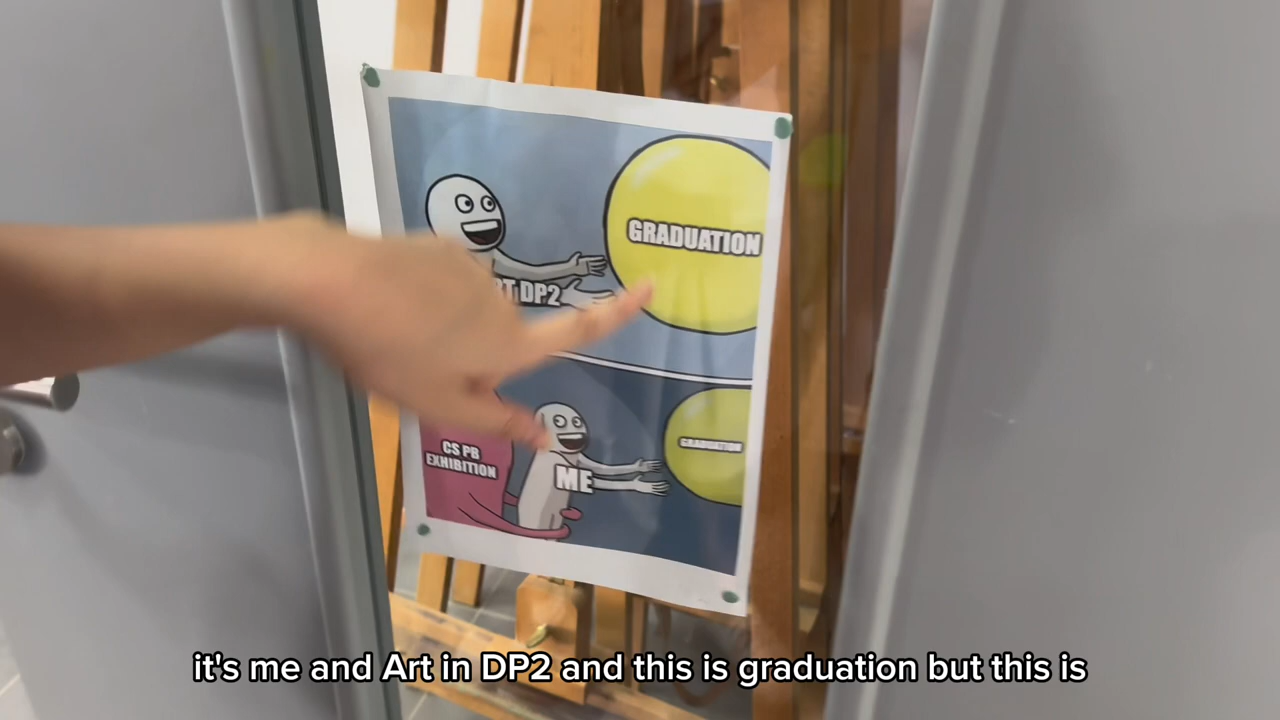 GRADUATION
DP2
CS PB
EXHIBITION
ME
GRADUATION
it's me and Art in DP2 and this is graduation but this is